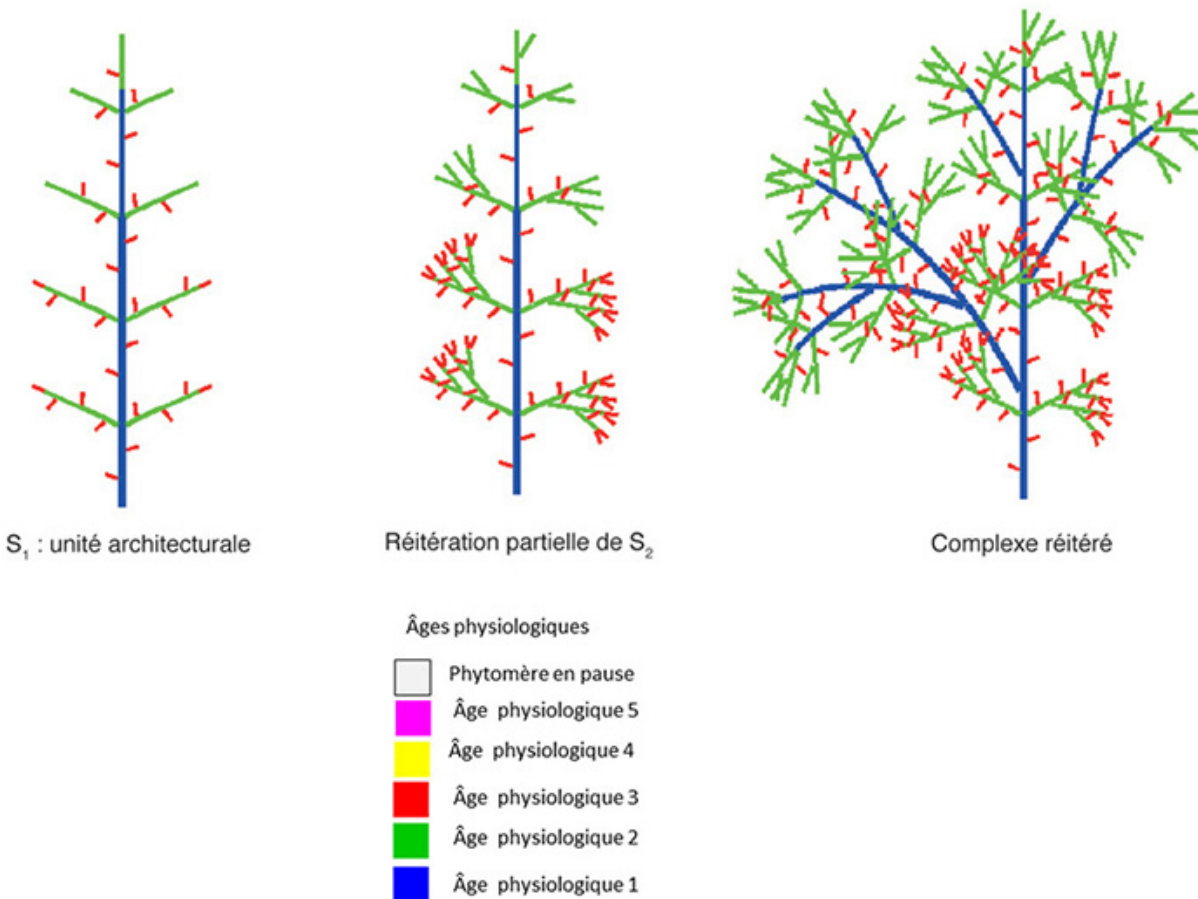 S₁ : unité architecturale
Réitération partielle de S₂
Complexe réitéré
Âges physiologiques
Phytomère en pause
Âge physiologique 5
Âge physiologique 4
Âge physiologique 3
Âge physiologique 2
Âge physiologique 1